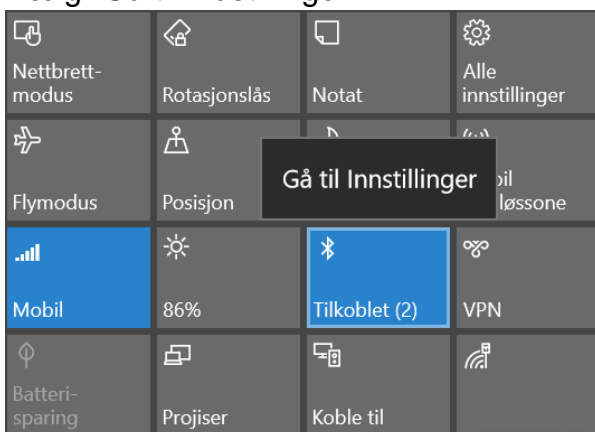 Nettbrett-
modus
Rotasjonslås
Notat
Alle
innstillinger
Flymodus
Posisjon
Gå til Innstillinger
Mobil
86%
Tilkoblet (2)
VPN
Batteri-
sparing
Projiser
Koble til